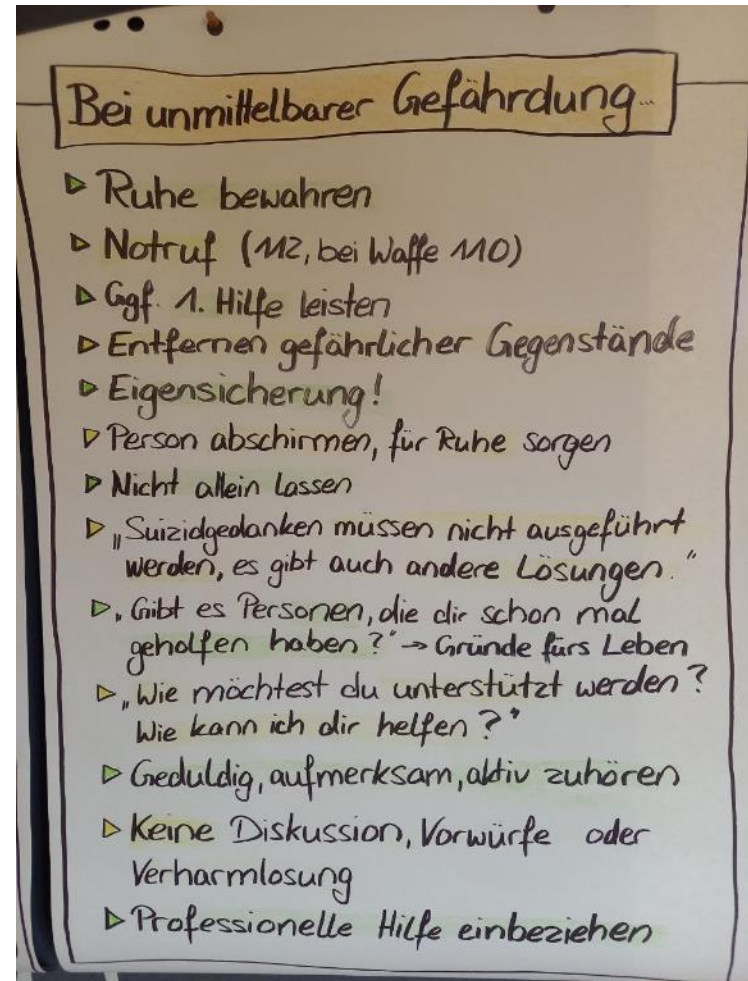 Bei unmittelbarer Gefährdung...
▷ Ruhe bewahren
▷ Notruf (112, bei Waffe 110)
▷ Ggf. 1. Hilfe leisten
▷ Entfernen gefährlicher Gegenstände
▷ Eigensicherung!
▷ Person abschirmen, für Ruhe sorgen
▷ Nicht allein lassen
▷ „Suizidgedanken müssen nicht ausgeführt
werden, es gibt auch andere Lösungen."
▷ „Gibt es Personen, die dir schon mal
geholfen haben?" → Gründe fürs Leben
▷ „Wie möchtest du unterstützt werden?
Wie kann ich dir helfen?"
▷ Geduldig, aufmerksam, aktiv zuhören
▷ Keine Diskussion, Vorwürfe oder
Verharmlosung
▷ Professionelle Hilfe einbeziehen